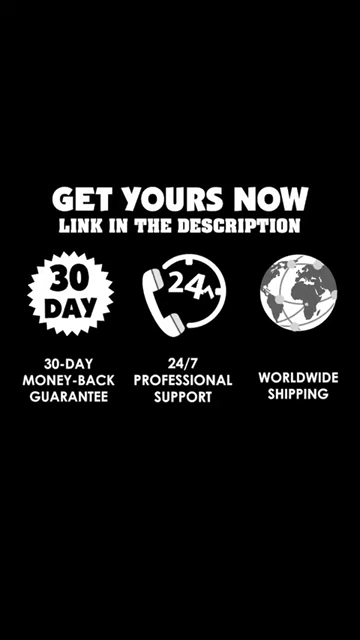 GET YOURS NOW
LINK IN THE DESCRIPTION
30
DAY
24
30-DAY
MONEY-BACK
GUARANTEE
24/7
PROFESSIONAL
SUPPORT
WORLDWIDE
SHIPPING